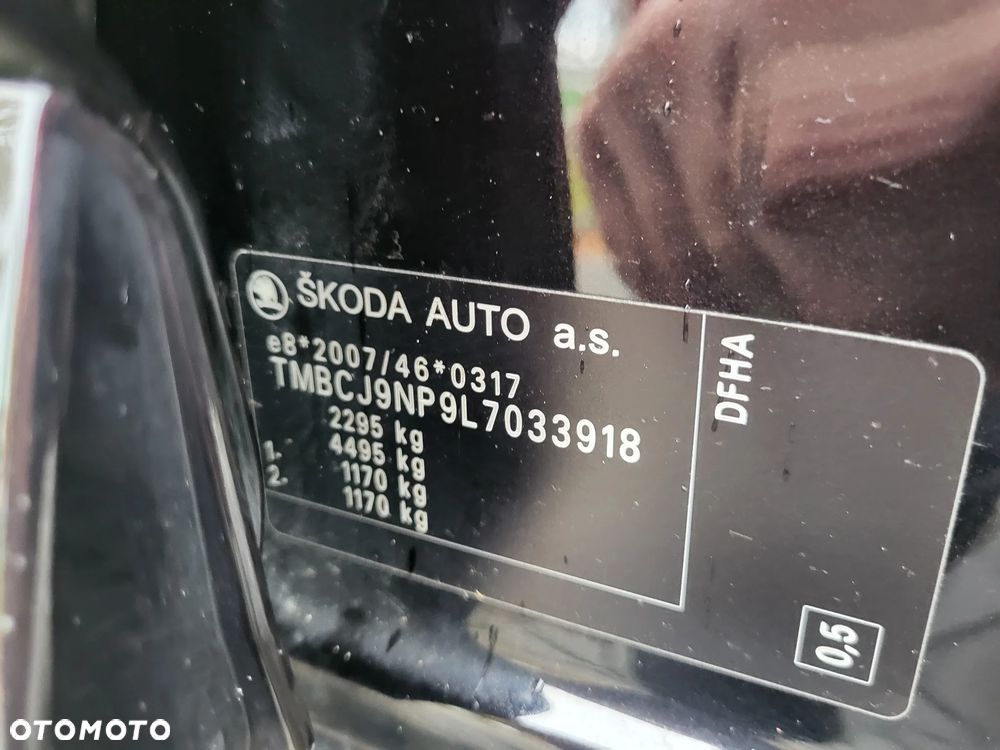 ŠKODA AUTO a.s.
e8*2007/46*0317
TMBCJ9NP9L7033918
2295 kg
4495 kg
1. 1170 kg
2. 1170 kg
DFHA
0,5
OTOMOTO